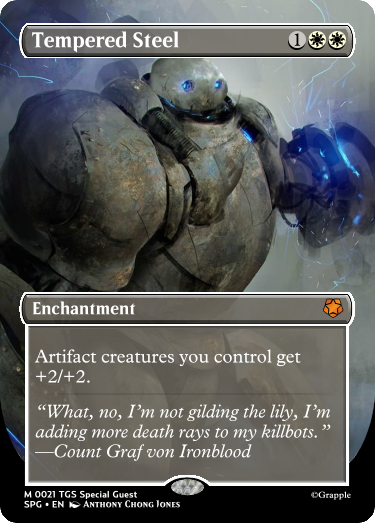 Tempered Steel 1
Enchantment
Artifact creatures you control get
+2/+2.
“What, no, I’m not gilding the lily, I’m
adding more death rays to my killbots.”
—Count Graf von Ironblood
M 0021 TGS Special Guest
SPG • EN Anthony Chong Jones
©Grapple